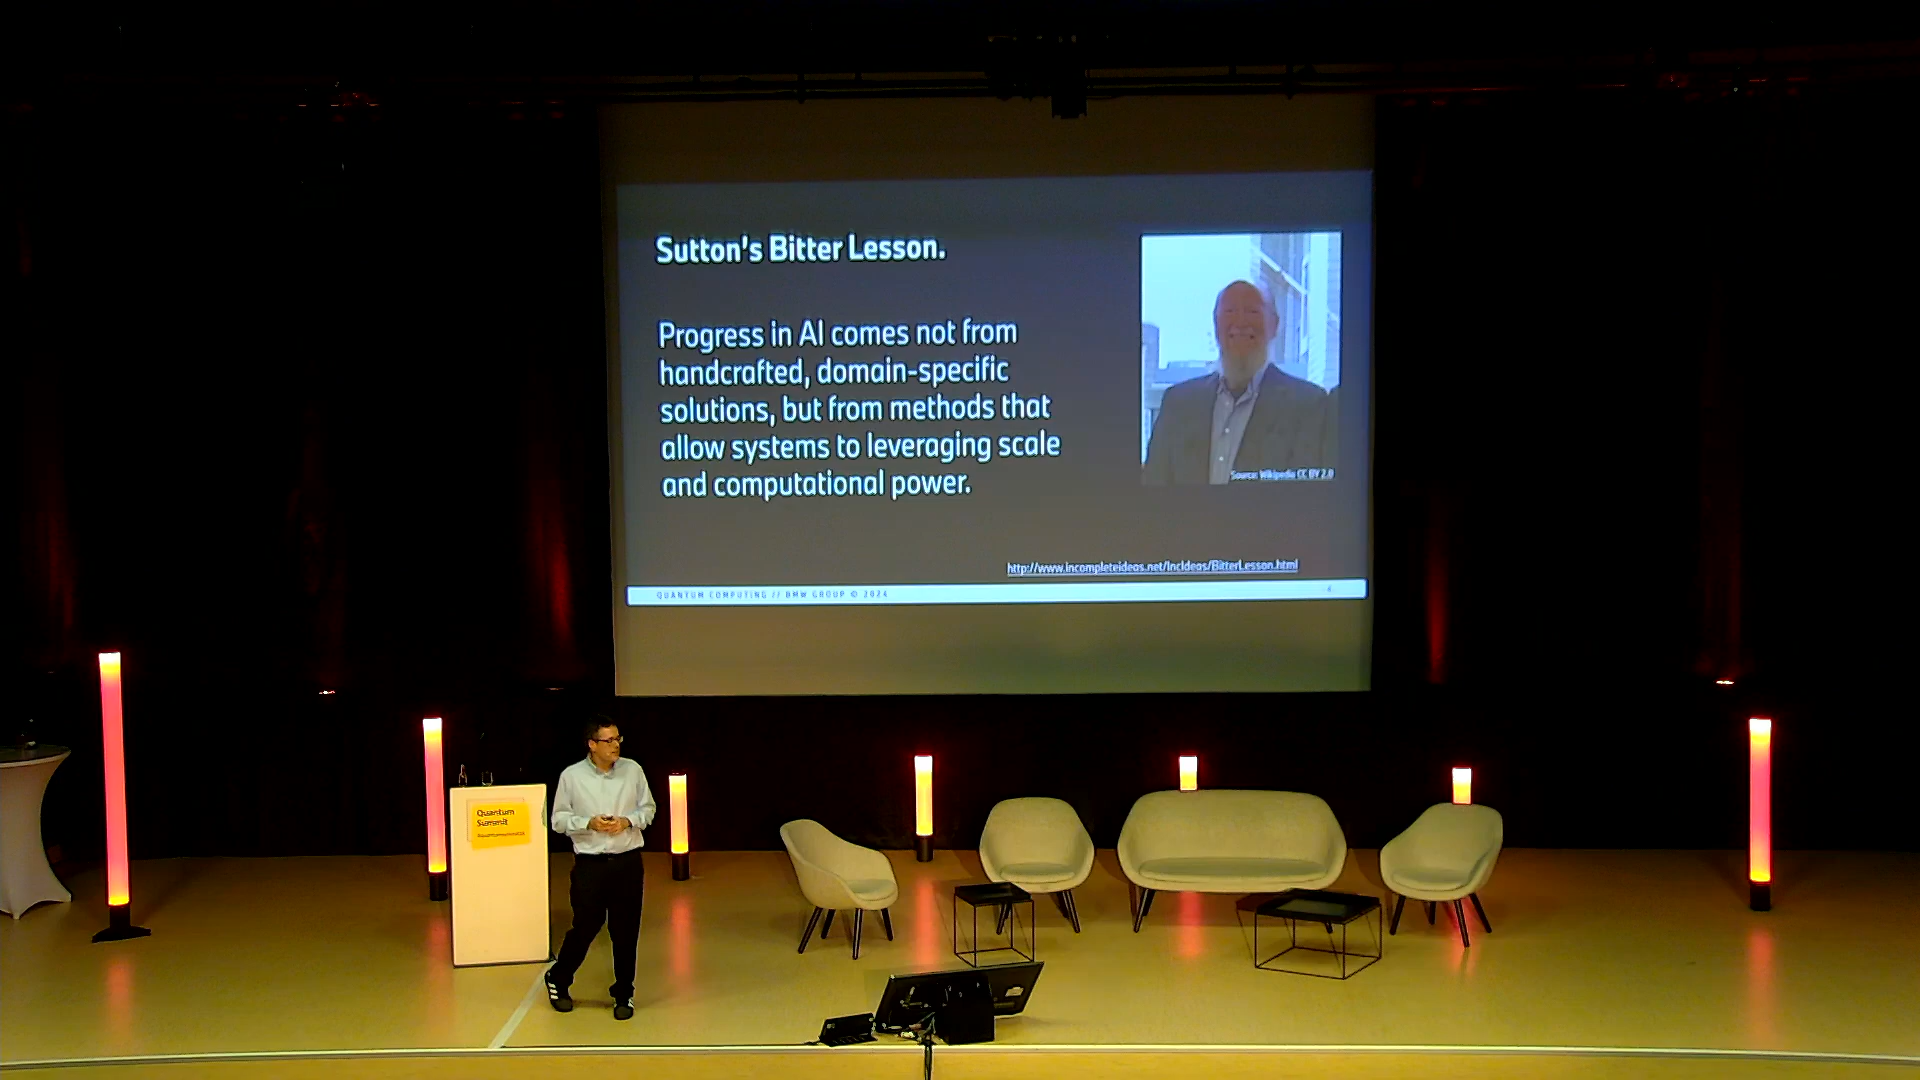 Sutton's Bitter Lesson.
Progress in AI comes not from
handcrafted, domain-specific
solutions, but from methods that
allow systems to leveraging scale
and computational power.
Source: Wikipedia CC BY 2.0
http://www.incompleteideas.net/IncIdeas/BitterLesson.html
QUANTUM COMPUTING // BMW GROUP © 2024
Quantum
Summit